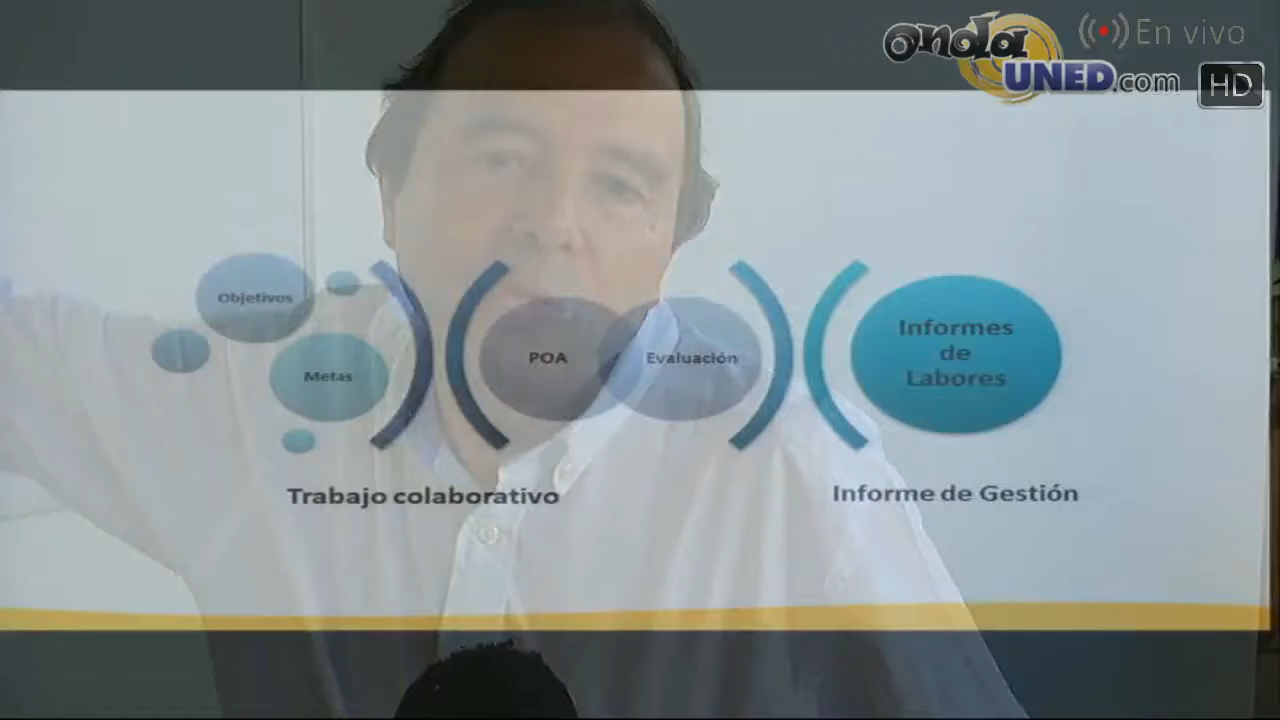 onda
UNED.com
En vivo
HD
Objetivos
Metas
POA
Evaluación
Informes
de
Labores
Trabajo colaborativo
Informe de Gestión